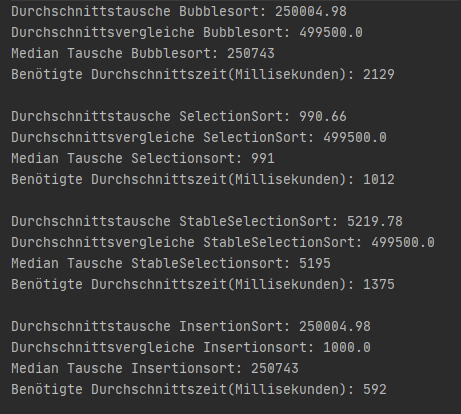 Durchschnittstausche Bubblesort: 250004.98
Durchschnittsvergleiche Bubblesort: 499500.0
Median Tausche Bubblesort: 250743
Benötigte Durchschnittszeit(Millisekunden): 2129
Durchschnittstausche SelectionSort: 990.66
Durchschnittsvergleiche SelectionSort: 499500.0
Median Tausche Selectionsort: 991
Benötigte Durchschnittszeit(Millisekunden): 1012
Durchschnittstausche StableSelectionSort: 5219.78
Durchschnittsvergleiche StableSelectionSort: 499500.0
Median Tausche StableSelectionsort: 5195
Benötigte Durchschnittszeit(Millisekunden): 1375
Durchschnittstausche InsertionSort: 250004.98
Durchschnittsvergleiche Insertionsort: 1000.0
Median Tausche Insertionsort: 250743
Benötigte Durchschnittszeit(Millisekunden): 592